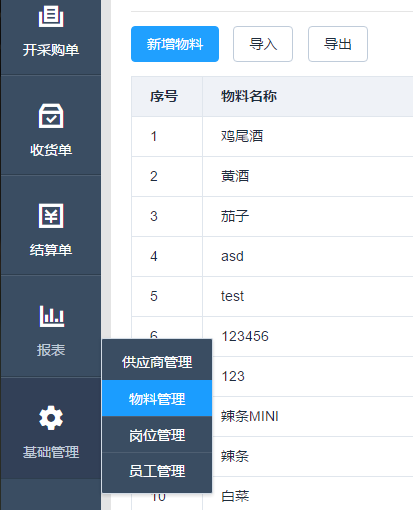 开采购单
收货单
结算单
报表
基础管理
供应商管理
物料管理
岗位管理
员工管理
新增物料 导入 导出
序号 物料名称
1 鸡尾酒
2 黄酒
3 茄子
4 asd
5 test
6 123456
123
辣条MINI
辣条
10 白菜